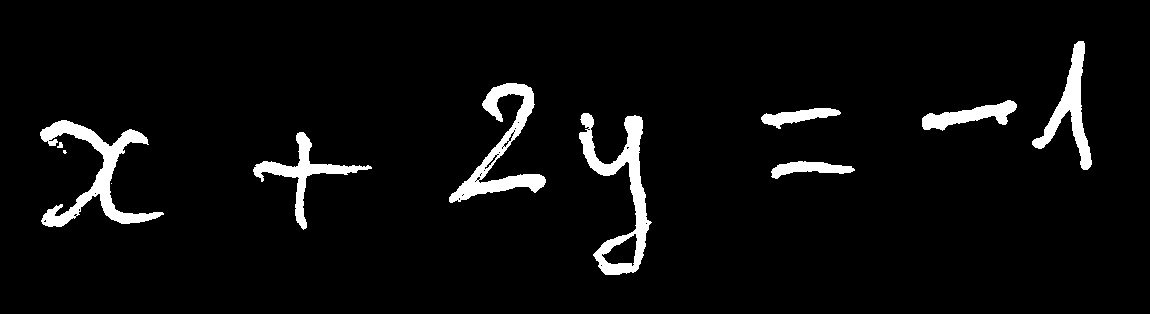 x + 2y = -1